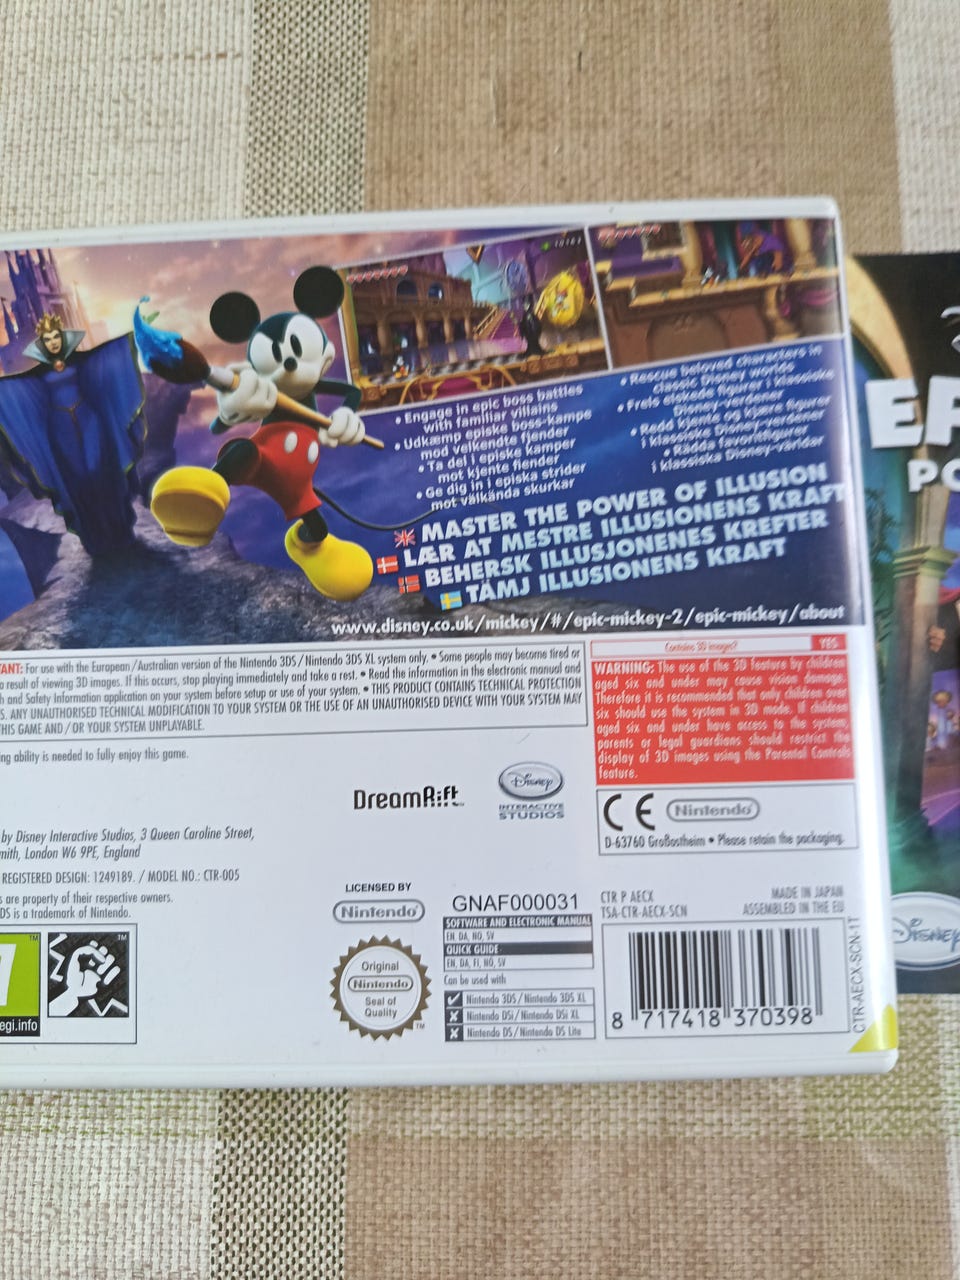 • Engage in epic boss battles
with familiar villains
• Udkæmp episke boss-kampe
mod velkendte fjender
• Ta del i episke kamper
mot kjente fiender
• Ge dig in i episka strider
mot välkända skurkar
• Rescue beloved characters in
classic Disney worlds
• Frels elskede figurer i klassiske
Disney-verdener
• Redd kjente og kjære figurer
i klassiske Disney-verdener
• Rädda favoritfigurer
i klassiska Disney-världar
MASTER THE POWER OF ILLUSION
LÆR AT MESTRE ILLUSIONENS KRAFT
BEHERSK ILLUSJONENES KREFTER
TÄMJ ILLUSIONENS KRAFT
www.disney.co.uk/mickey/#/epic-mickey-2/epic-mickey/about
TANT: For use with the European/Australian version of the Nintendo 3DS/Nintendo 3DS XL system only. • Some people may become tired or
a result of viewing 3D images. If this occurs, stop playing immediately and take a rest. • Read the information in the electronic manual and
h and Safety Information application on your system before setup or use of your system. • THIS PRODUCT CONTAINS TECHNICAL PROTECTION
S. ANY UNAUTHORISED TECHNICAL MODIFICATION TO YOUR SYSTEM OR THE USE OF AN UNAUTHORISED DEVICE WITH YOUR SYSTEM MAY
THIS GAME AND/OR YOUR SYSTEM UNPLAYABLE.
Contains 3D images? YES
WARNING: The use of the 3D feature by children
aged six and under may cause vision damage.
Therefore it is recommended that only children over
six should use the system in 3D mode. If children
aged six and under have access to the system,
parents or legal guardians should restrict the
display of 3D images using the Parental Controls
feature.
ng ability is needed to fully enjoy this game.
DreamRift
Disney
INTERACTIVE
STUDIOS
CE Nintendo
D-63760 Großostheim • Please retain the packaging.
by Disney Interactive Studios, 3 Queen Caroline Street,
mith, London W6 9PE, England
REGISTERED DESIGN: 1249189. / MODEL NO.: CTR-005
s are property of their respective owners.
DS is a trademark of Nintendo.
LICENSED BY
Nintendo
Original
Nintendo
Seal of
Quality
TM
GNAF000031
SOFTWARE AND ELECTRONIC MANUAL
EN, DA, NO, SV
QUICK GUIDE
EN, DA, FI, NO, SV
Can be used with
Nintendo 3DS/Nintendo 3DS XL
Nintendo DSi/Nintendo DSi XL
Nintendo DS/Nintendo DS Lite
CTR P AECX
TSA-CTR-AECX-SCN
MADE IN JAPAN
ASSEMBLED IN THE EU
8 717418 370398
CTR-AECX-SCN-1T
7
TM
egi.info
TM
EP
PO
Disney